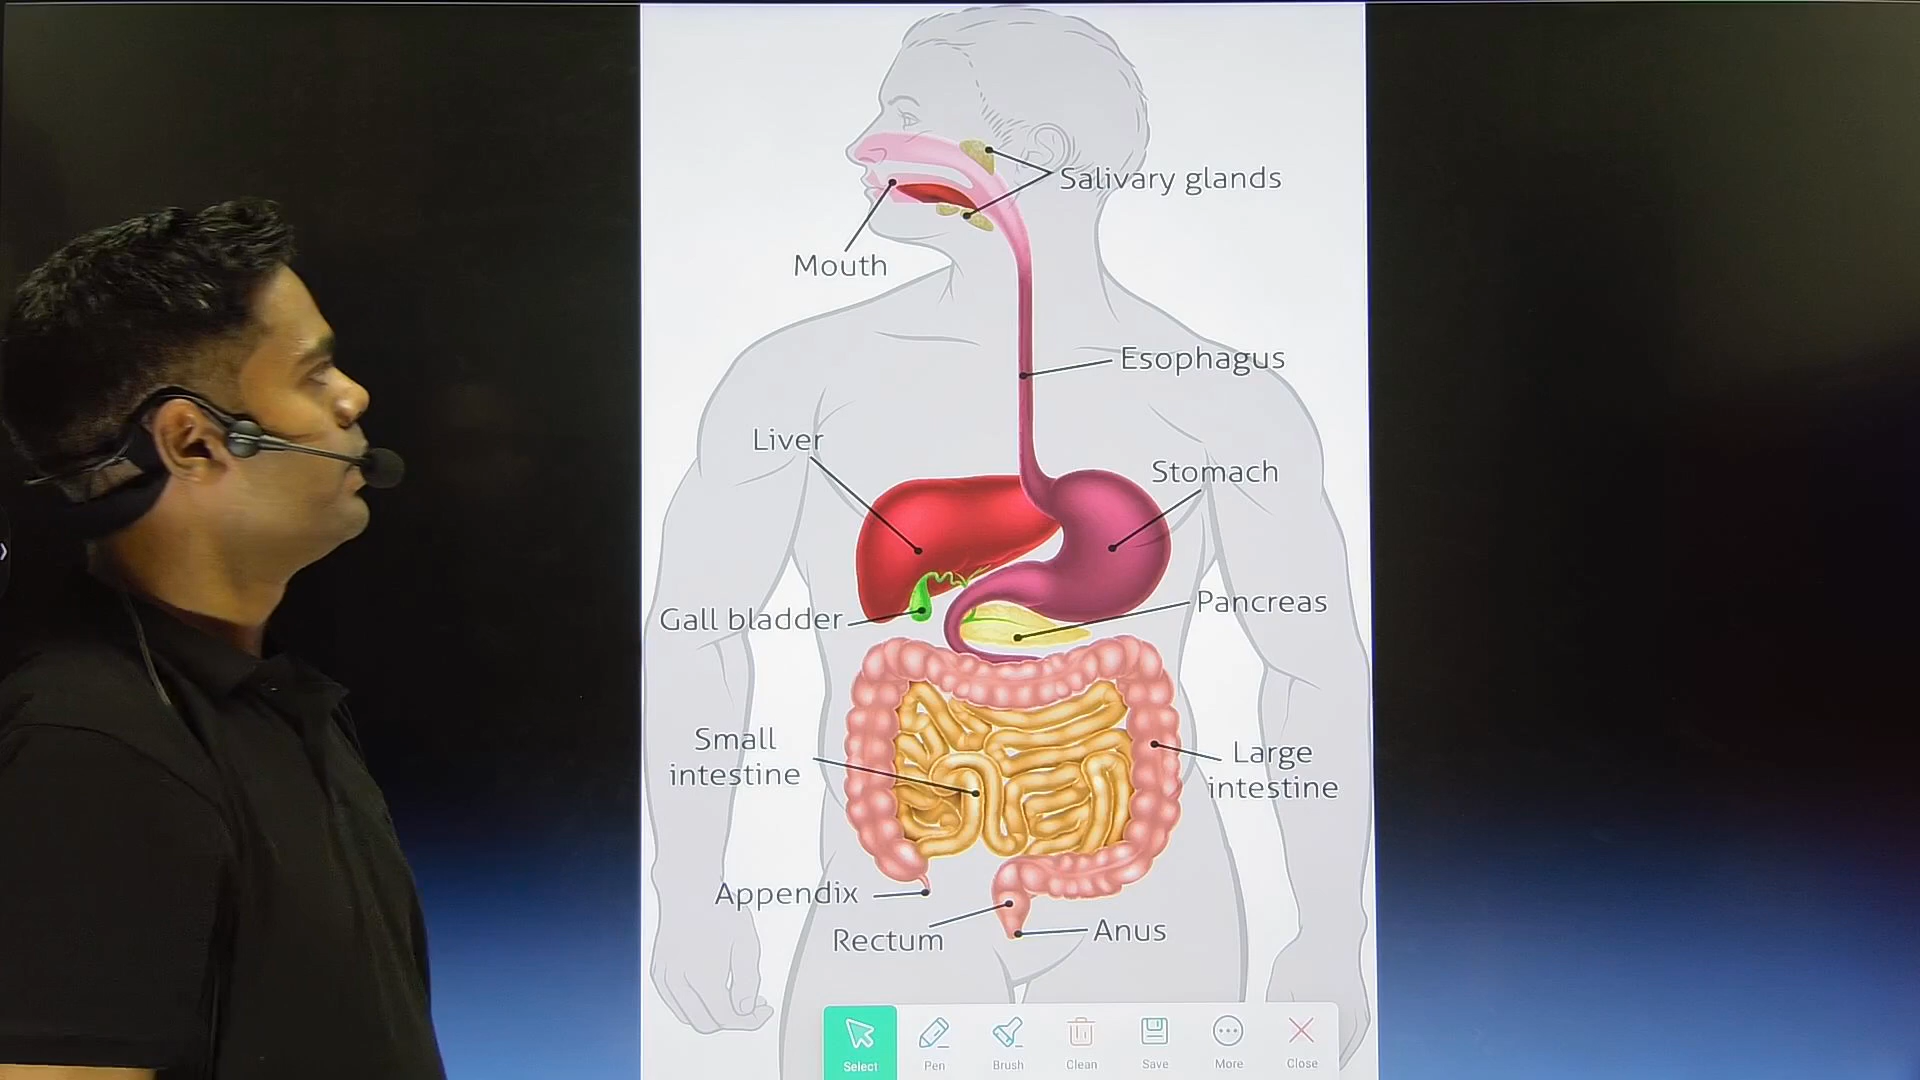 Salivary glands
Mouth
Esophagus
Liver
Stomach
Pancreas
Gall bladder
Small
intestine
Large
intestine
Appendix
Rectum
Anus
Select
Pen
Brush
Clean
Save
More
Close